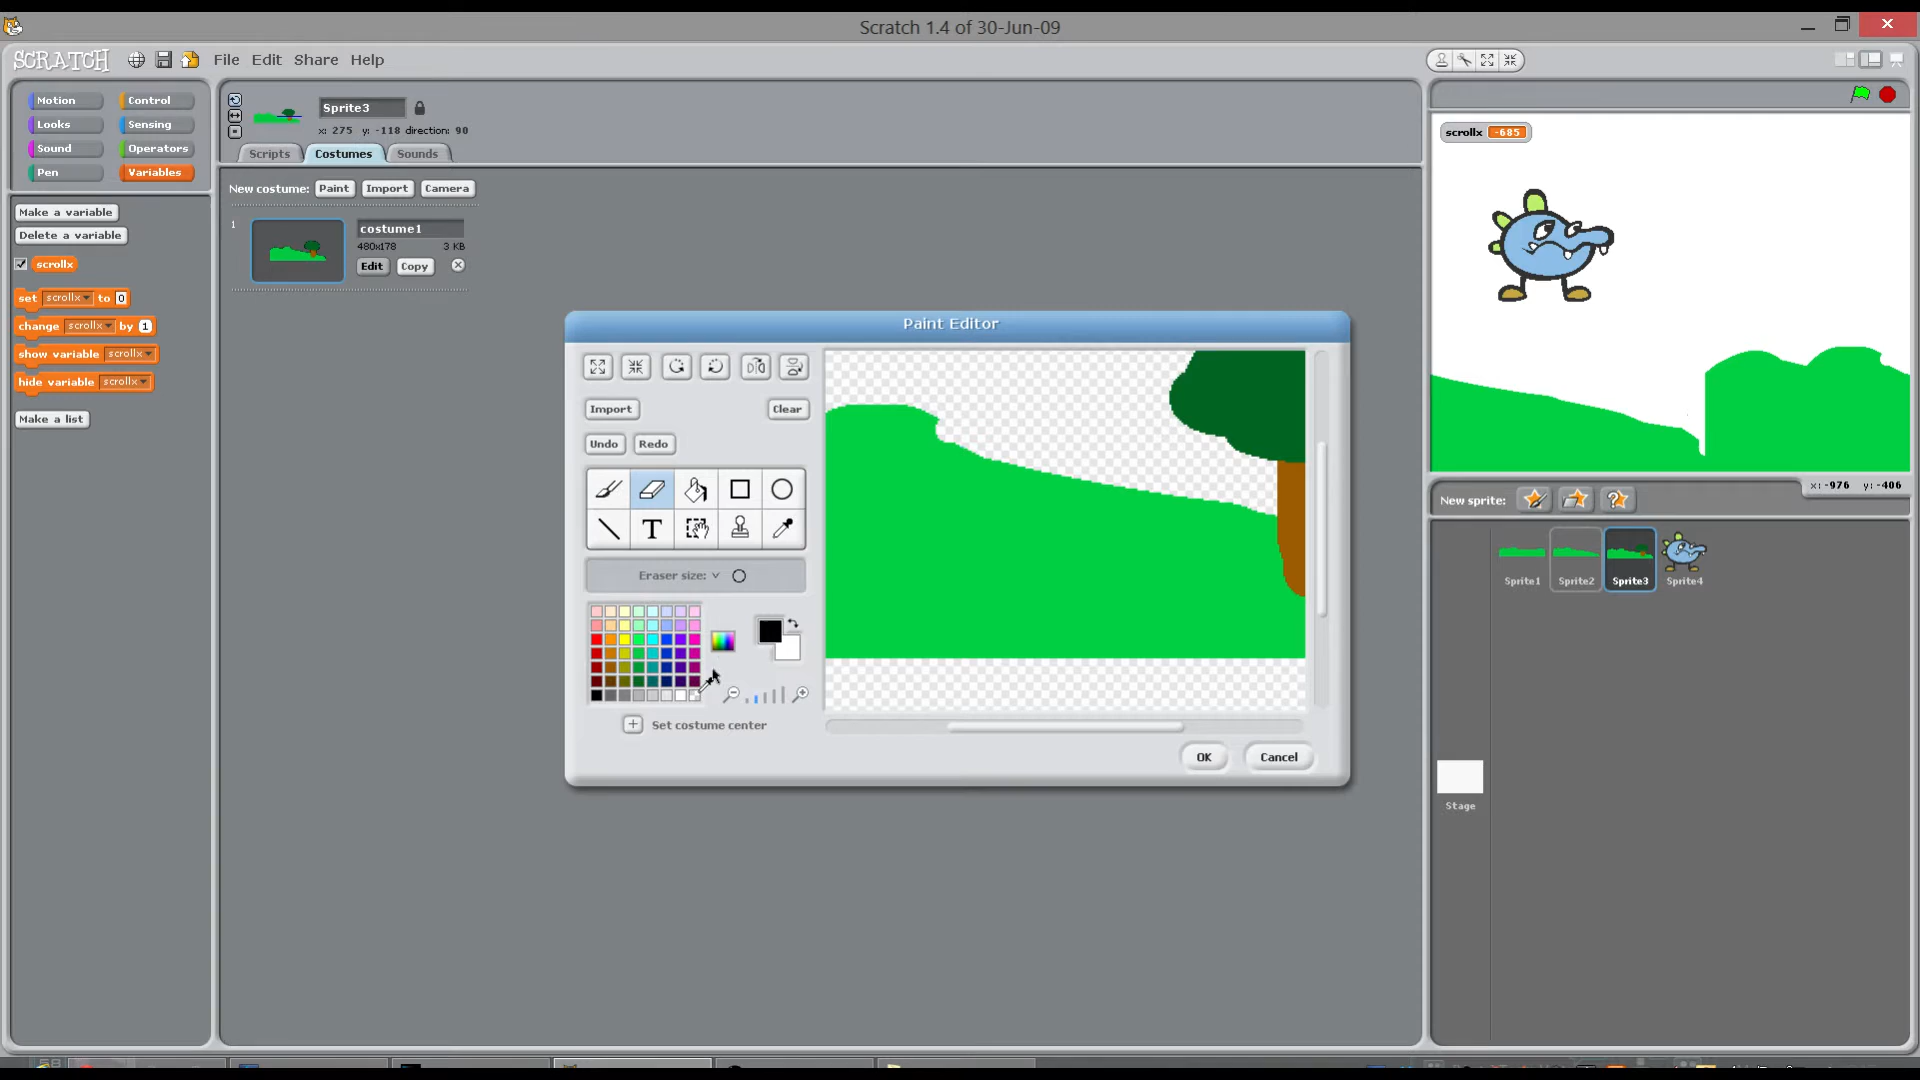 Scratch 1.4 of 30-Jun-09
SCRATCH File Edit Share Help
Motion Control
Looks Sensing
Sound Operators
Pen Variables
Make a variable
Delete a variable
scrollx
set scrollx to 0
change scrollx by 1
show variable scrollx
hide variable scrollx
Make a list
Sprite3
x: 275 y: -118 direction: 90
Scripts Costumes Sounds
New costume: Paint Import Camera
1
costume1
480x178 3 KB
Edit Copy
Paint Editor
Import Clear
Undo Redo
T
Eraser size:
Set costume center
OK Cancel
scrollx -685
x: -976 y: -406
New sprite:
Sprite1 Sprite2 Sprite3 Sprite4
Stage